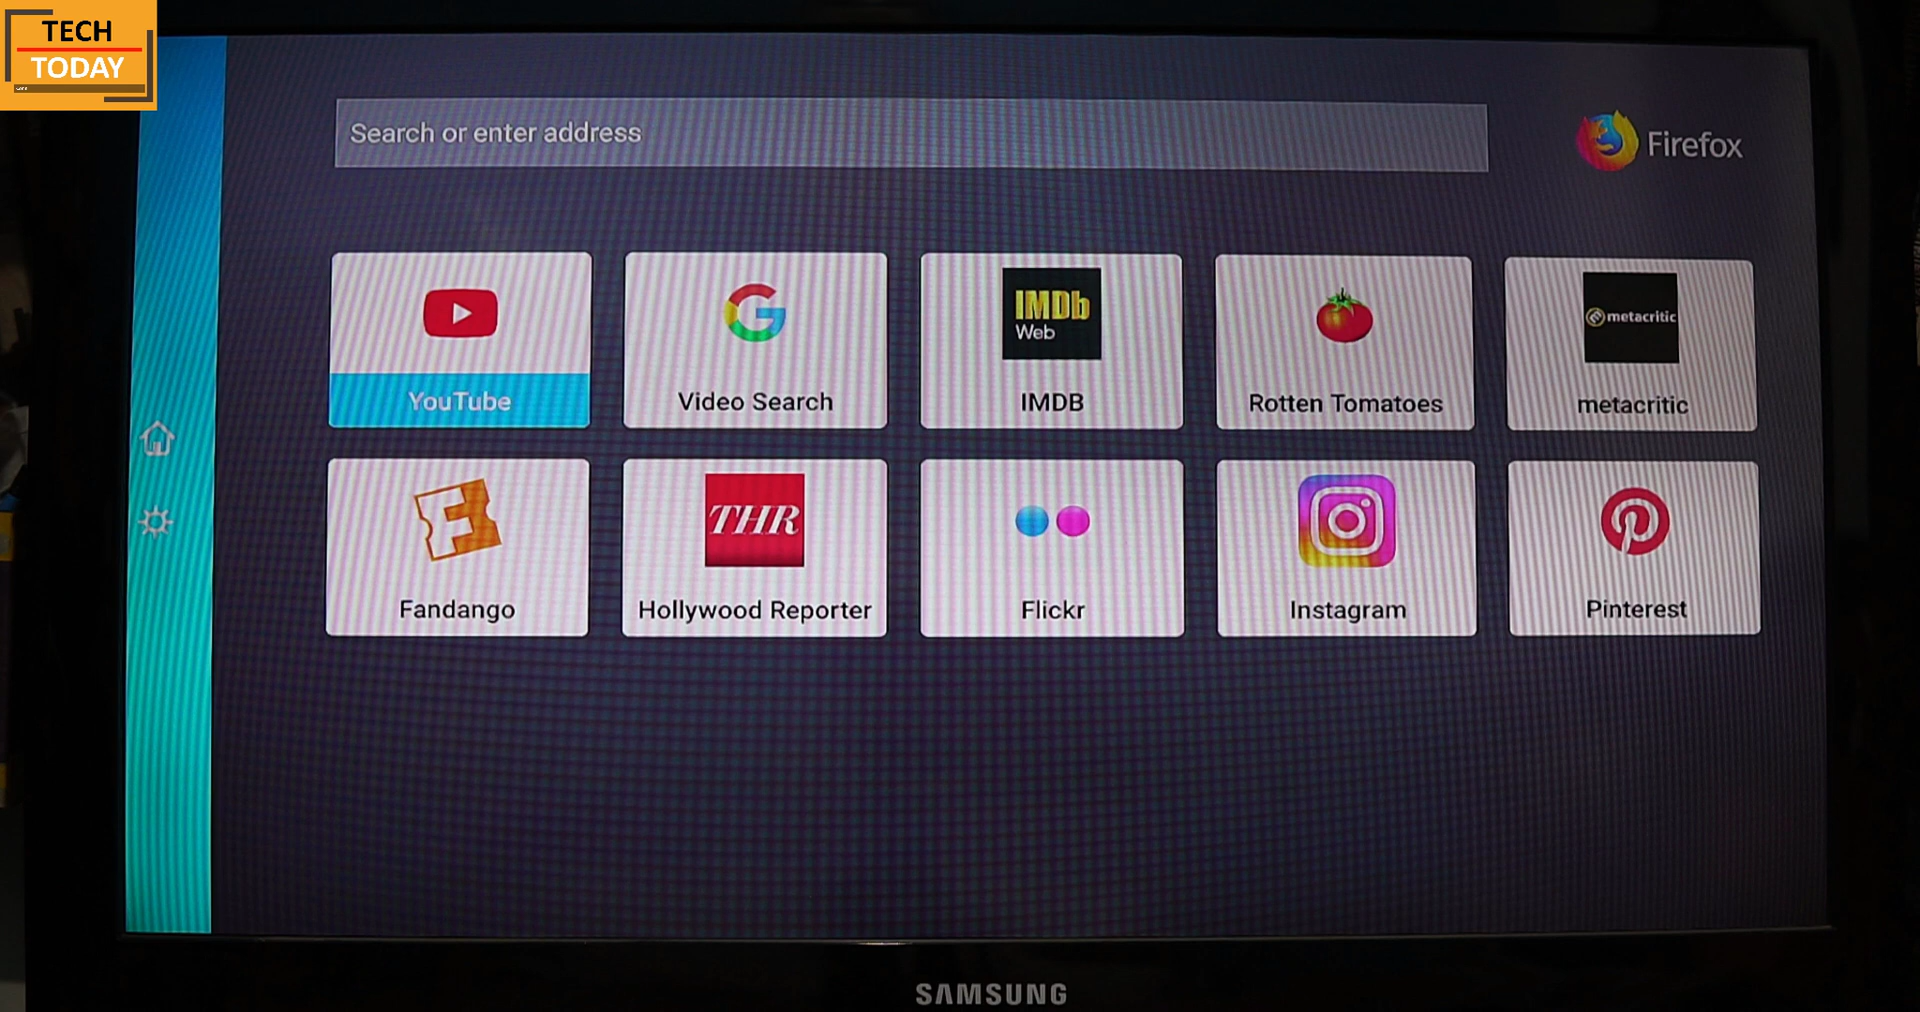 TECH
TODAY
Search or enter address
Firefox
YouTube
Video Search
IMDb
Web
IMDB
Rotten Tomatoes
metacritic
metacritic
Fandango
THR
Hollywood Reporter
Flickr
Instagram
Pinterest
SAMSUNG